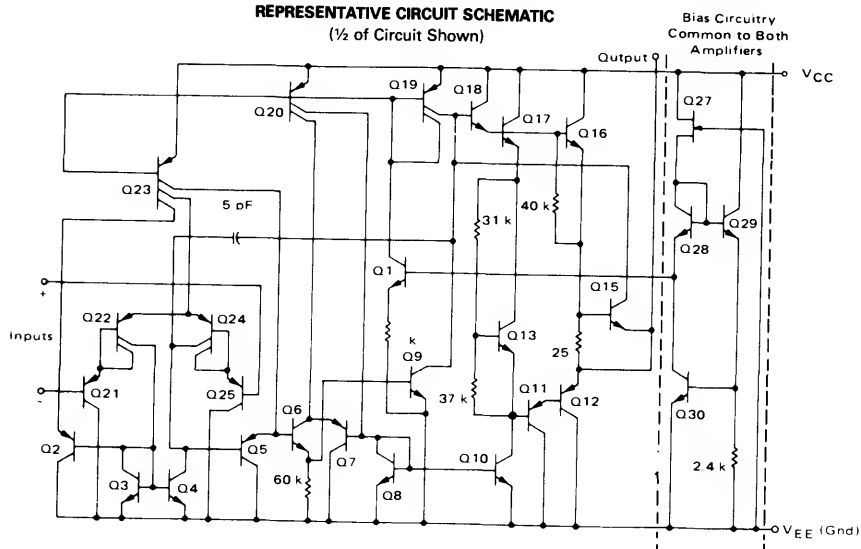 REPRESENTATIVE CIRCUIT SCHEMATIC
(½ of Circuit Shown)
Bias Circuitry
Common to Both
Amplifiers
Qutput
VCC
Q27
Q20
Q19
Q18
Q17
Q16
Q23
5 pF
31 k
40 k
Q28
Q29
Q1
+
Q22
Q24
Q15
Inputs
k
Q13
25
Q9
-
Q21
Q25
37 k
Q11
Q12
Q30
Q2
Q5
Q6
Q7
Q3
Q4
60 k
Q8
Q10
2.4 k
VEE (Gnd)